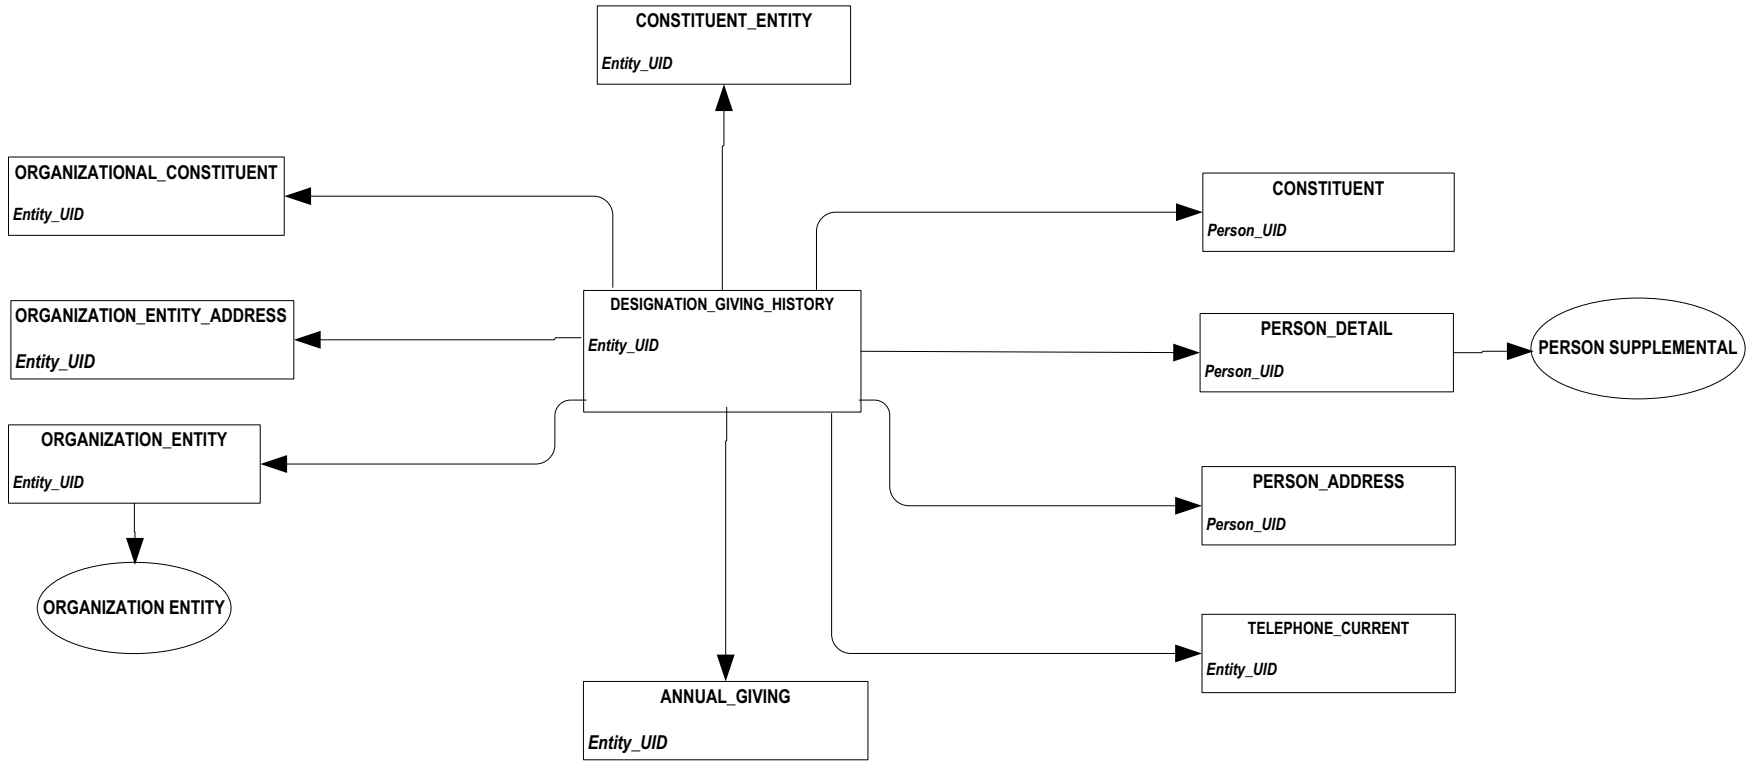 CONSTITUENT_ENTITY
Entity_UID
ORGANIZATIONAL_CONSTITUENT
Entity_UID
CONSTITUENT
Person_UID
ORGANIZATION_ENTITY_ADDRESS
Entity_UID
DESIGNATION_GIVING_HISTORY
Entity_UID
PERSON_DETAIL
Person_UID
PERSON SUPPLEMENTAL
ORGANIZATION_ENTITY
Entity_UID
PERSON_ADDRESS
Person_UID
ORGANIZATION ENTITY
TELEPHONE_CURRENT
Entity_UID
ANNUAL_GIVING
Entity_UID